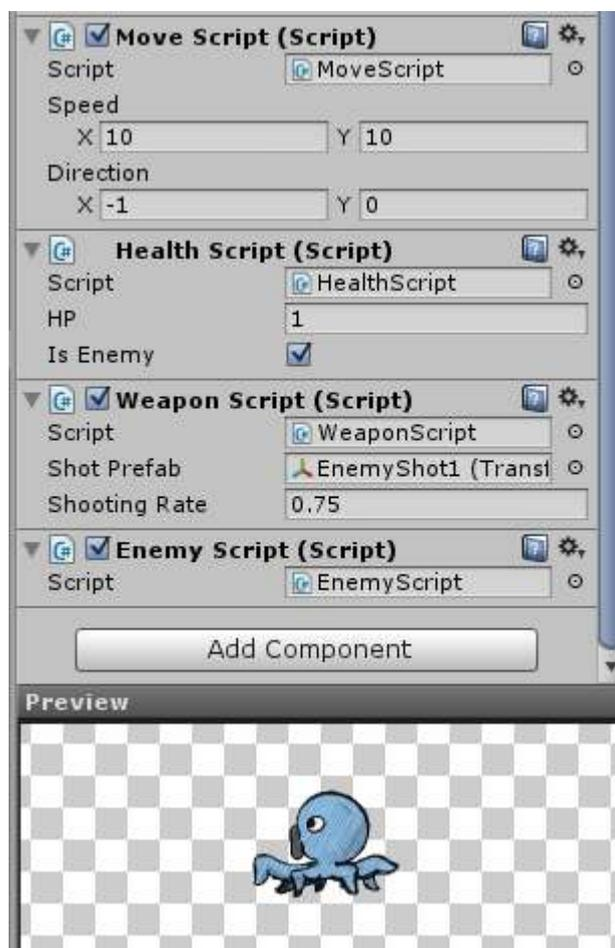 Move Script (Script)
Script MoveScript
Speed
X 10 Y 10
Direction
X -1 Y 0
Health Script (Script)
Script HealthScript
HP 1
Is Enemy
Weapon Script (Script)
Script WeaponScript
Shot Prefab EnemyShot1 (Transf
Shooting Rate 0.75
Enemy Script (Script)
Script EnemyScript
Add Component
Preview